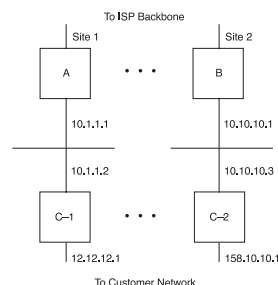 To ISP Backbone
Site 1
Site 2
A
• • •
B
10.1.1.1
10.10.10.1
10.1.1.2
10.10.10.3
C–1
• • •
C–2
12.12.12.1
158.10.10.1
To Customer Network